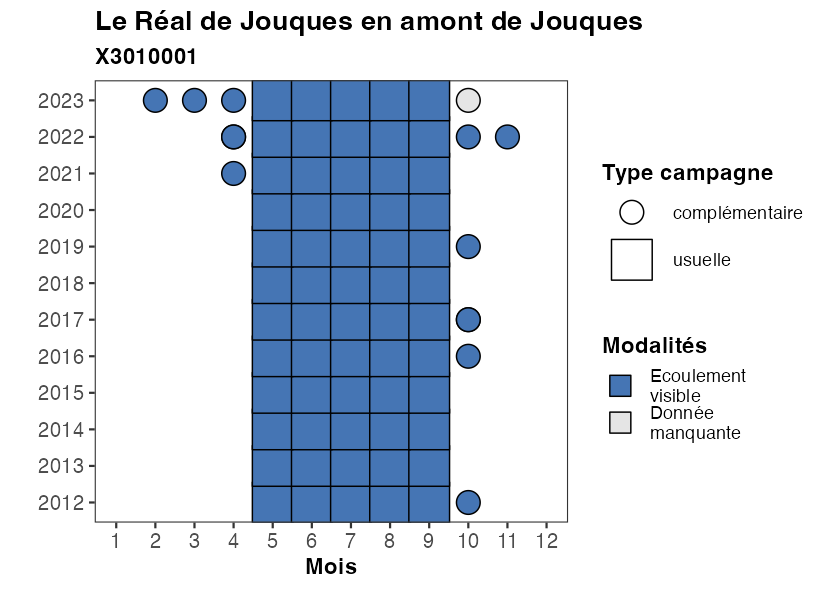 Le Réal de Jouques en amont de Jouques
X3010001
2023
2022
2021
2020
2019
2018
2017
2016
2015
2014
2013
2012
1 2 3 4 5 6 7 8 9 10 11 12
Mois
Type campagne
complémentaire
usuelle
Modalités
Ecoulement
visible
Donnée
manquante